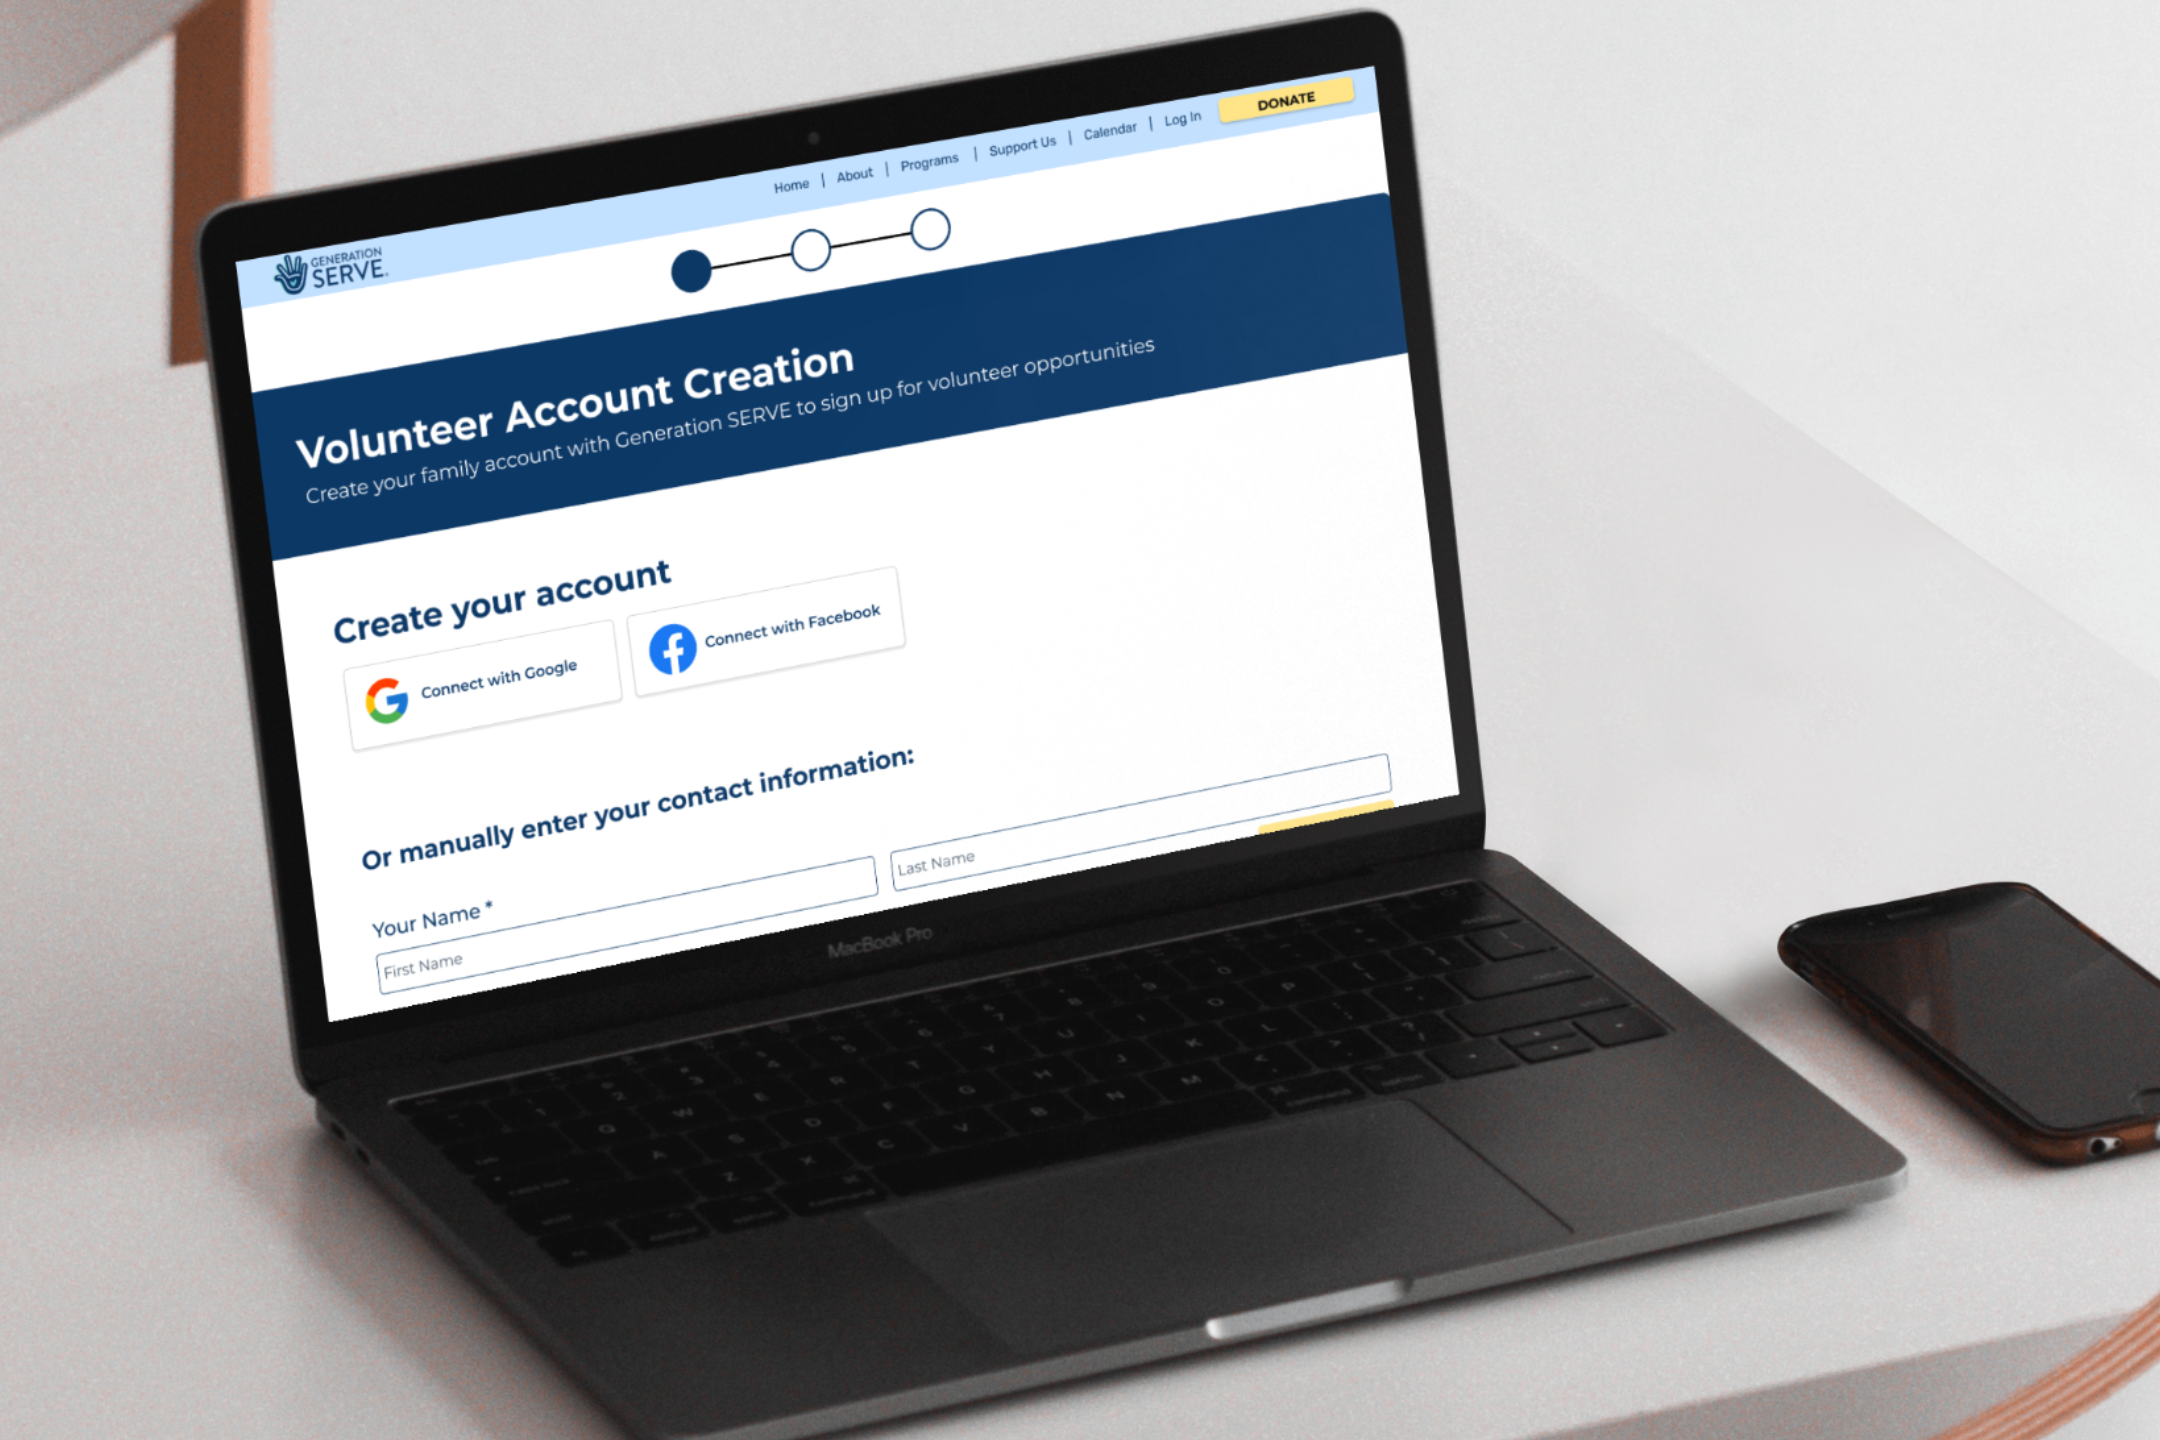 GENERATION
SERVE
Home | About | Programs | Support Us | Calendar | Log In
DONATE
Volunteer Account Creation
Create your family account with Generation SERVE to sign up for volunteer opportunities
Create your account
Connect with Google
Connect with Facebook
Or manually enter your contact information:
Your Name *
First Name
Last Name
MacBook Pro
Q W E R T Y U I O P
A S D F G H J K L
Z X C V B N M